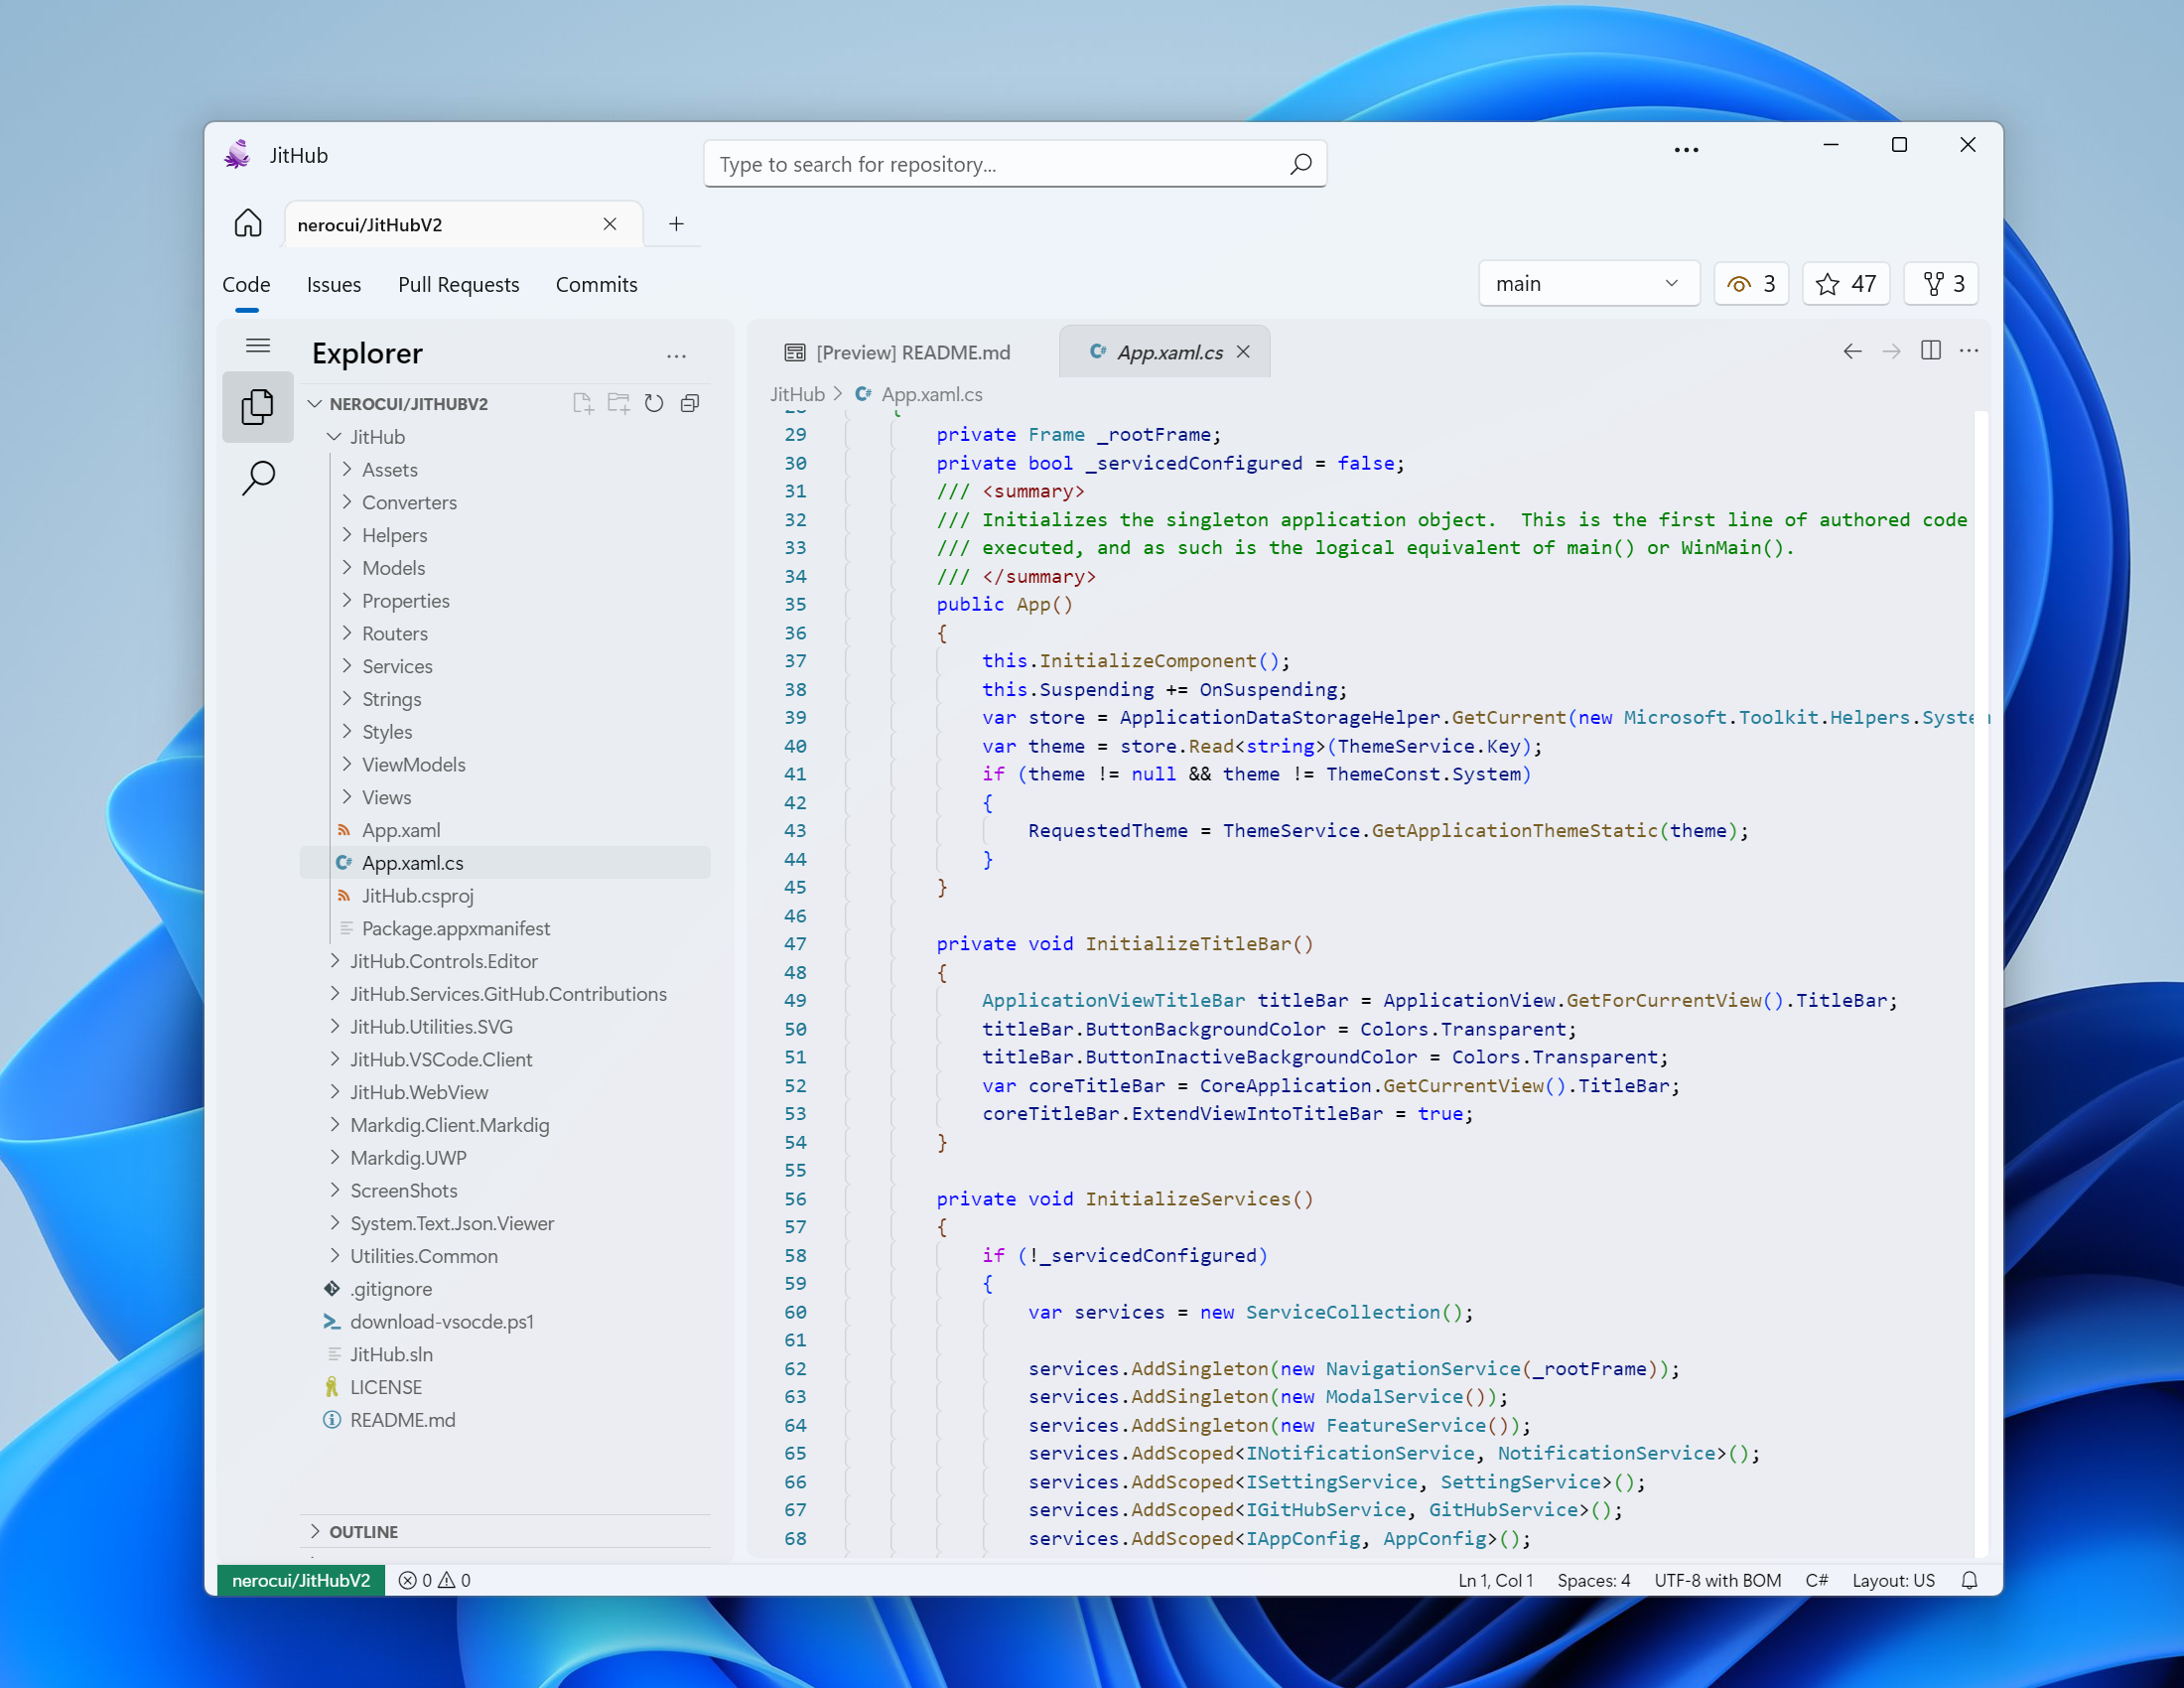 JitHub
Type to search for repository...
nerocui/JitHubV2
Code Issues Pull Requests Commits
main 3 47 3
Explorer
NEROCUI/JITHUBV2
JitHub
Assets
Converters
Helpers
Models
Properties
Routers
Services
Strings
Styles
ViewModels
Views
App.xaml
App.xaml.cs
JitHub.csproj
Package.appxmanifest
JitHub.Controls.Editor
JitHub.Services.GitHub.Contributions
JitHub.Utilities.SVG
JitHub.VSCode.Client
JitHub.WebView
Markdig.Client.Markdig
Markdig.UWP
ScreenShots
System.Text.Json.Viewer
Utilities.Common
.gitignore
download-vsocde.ps1
JitHub.sln
LICENSE
README.md
OUTLINE
[Preview] README.md App.xaml.cs
JitHub > App.xaml.cs
29 private Frame _rootFrame;
30 private bool _servicedConfigured = false;
31 /// <summary>
32 /// Initializes the singleton application object.  This is the first line of authored code
33 /// executed, and as such is the logical equivalent of main() or WinMain().
34 /// </summary>
35 public App()
36 {
37 this.InitializeComponent();
38 this.Suspending += OnSuspending;
39 var store = ApplicationDataStorageHelper.GetCurrent(new Microsoft.Toolkit.Helpers.System
40 var theme = store.Read<string>(ThemeService.Key);
41 if (theme != null && theme != ThemeConst.System)
42 {
43 RequestedTheme = ThemeService.GetApplicationThemeStatic(theme);
44 }
45 }
46
47 private void InitializeTitleBar()
48 {
49 ApplicationViewTitleBar titleBar = ApplicationView.GetForCurrentView().TitleBar;
50 titleBar.ButtonBackgroundColor = Colors.Transparent;
51 titleBar.ButtonInactiveBackgroundColor = Colors.Transparent;
52 var coreTitleBar = CoreApplication.GetCurrentView().TitleBar;
53 coreTitleBar.ExtendViewIntoTitleBar = true;
54 }
55
56 private void InitializeServices()
57 {
58 if (!_servicedConfigured)
59 {
60 var services = new ServiceCollection();
61
62 services.AddSingleton(new NavigationService(_rootFrame));
63 services.AddSingleton(new ModalService());
64 services.AddSingleton(new FeatureService());
65 services.AddScoped<INotificationService, NotificationService>();
66 services.AddScoped<ISettingService, SettingService>();
67 services.AddScoped<IGitHubService, GitHubService>();
68 services.AddScoped<IAppConfig, AppConfig>();
nerocui/JitHubV2 0 0 Ln 1, Col 1 Spaces: 4 UTF-8 with BOM C# Layout: US